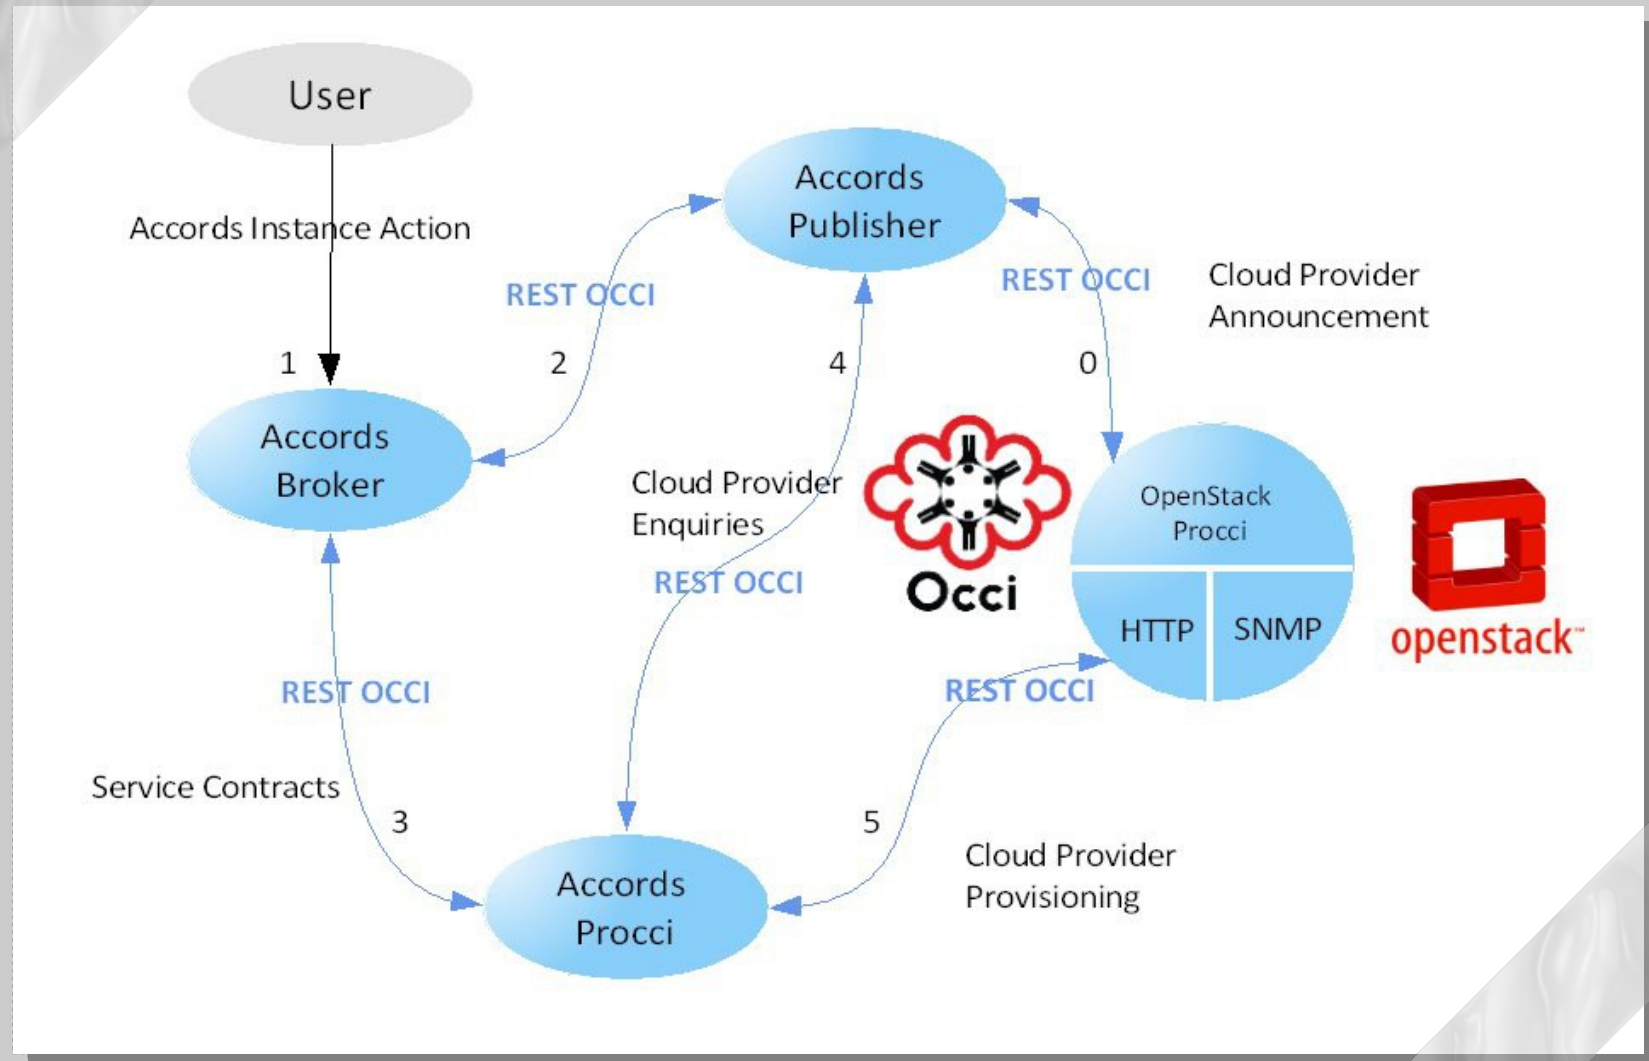 User
Accords Instance Action
Accords
Publisher
REST OCCI
REST OCCI
Cloud Provider
Announcement
1
2
4
0
Accords
Broker
Cloud Provider
Enquiries
REST OCCI
Occi
OpenStack
Procci
HTTP
SNMP
openstack™
REST OCCI
REST OCCI
Service Contracts
3
5
Cloud Provider
Provisioning
Accords
Procci